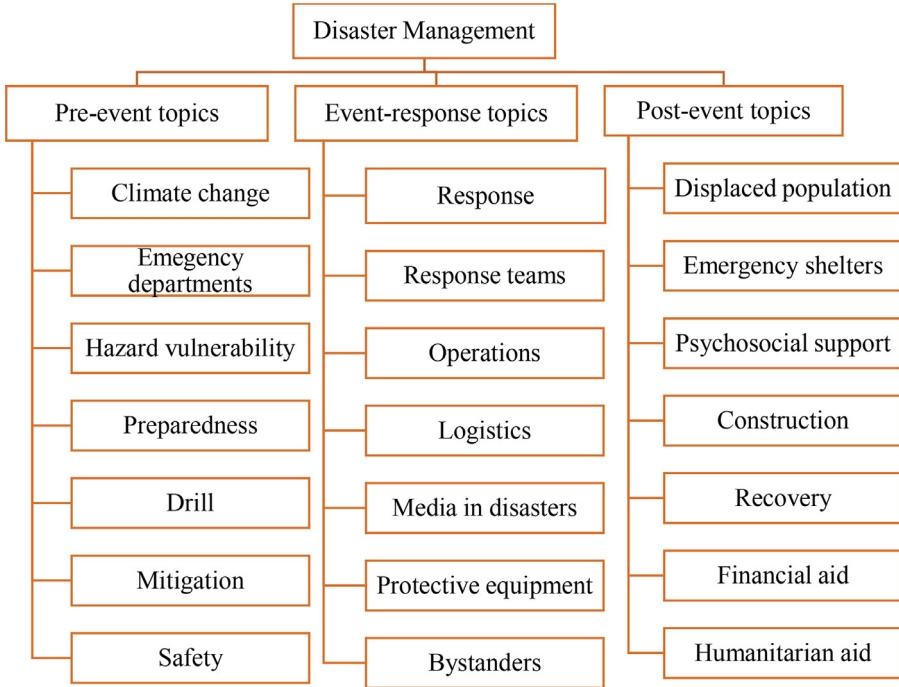 Disaster Management
Pre-event topics
Climate change
Emegency
departments
Hazard vulnerability
Preparedness
Drill
Mitigation
Safety
Event-response topics
Response
Response teams
Operations
Logistics
Media in disasters
Protective equipment
Bystanders
Post-event topics
Displaced population
Emergency shelters
Psychosocial support
Construction
Recovery
Financial aid
Humanitarian aid